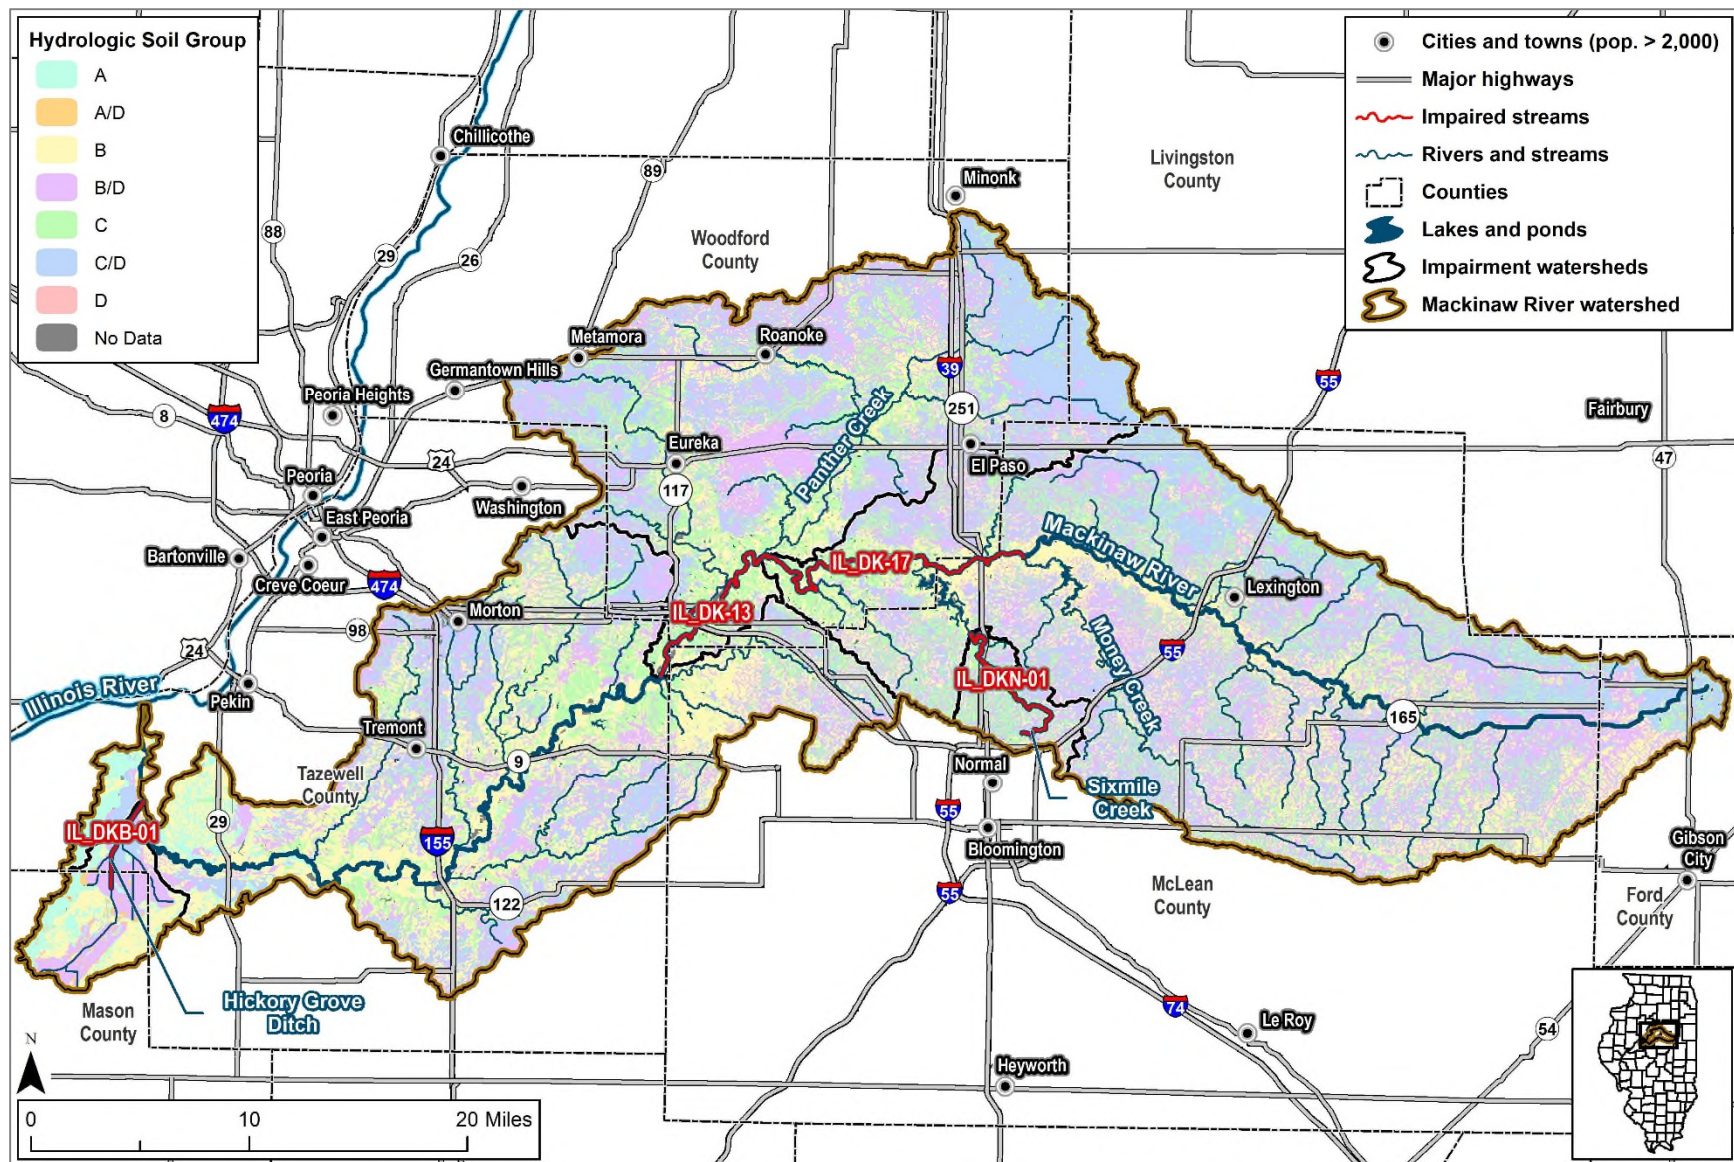 Hydrologic Soil Group
A
A/D
B
B/D
C
C/D
D
No Data
Cities and towns (pop. > 2,000)
Major highways
Impaired streams
Rivers and streams
Counties
Lakes and ponds
Impairment watersheds
Mackinaw River watershed
Chillicothe
89
Livingston
County
Minonk
88
29
26
Woodford
County
Metamora
Roanoke
Germantown Hills
39
55
Peoria Heights
8
474
251
Fairbury
Panther Creek
Eureka
El Paso
24
47
Peoria
117
Washington
East Peoria
Mackinaw River
Bartonville
IL_DK-17
Creve Coeur
474
Lexington
IL_DK-13
Morton
98
Money Creek
24
55
IL_DKN-01
Illinois River
Pekin
165
Tremont
9
Normal
Tazewell
County
Sixmile
Creek
IL_DKB-01
29
55
155
Bloomington
Gibson
City
55
McLean
County
122
Ford
County
Hickory Grove
Ditch
Mason
County
74
Le Roy
54
N
Heyworth
0
10
20 Miles